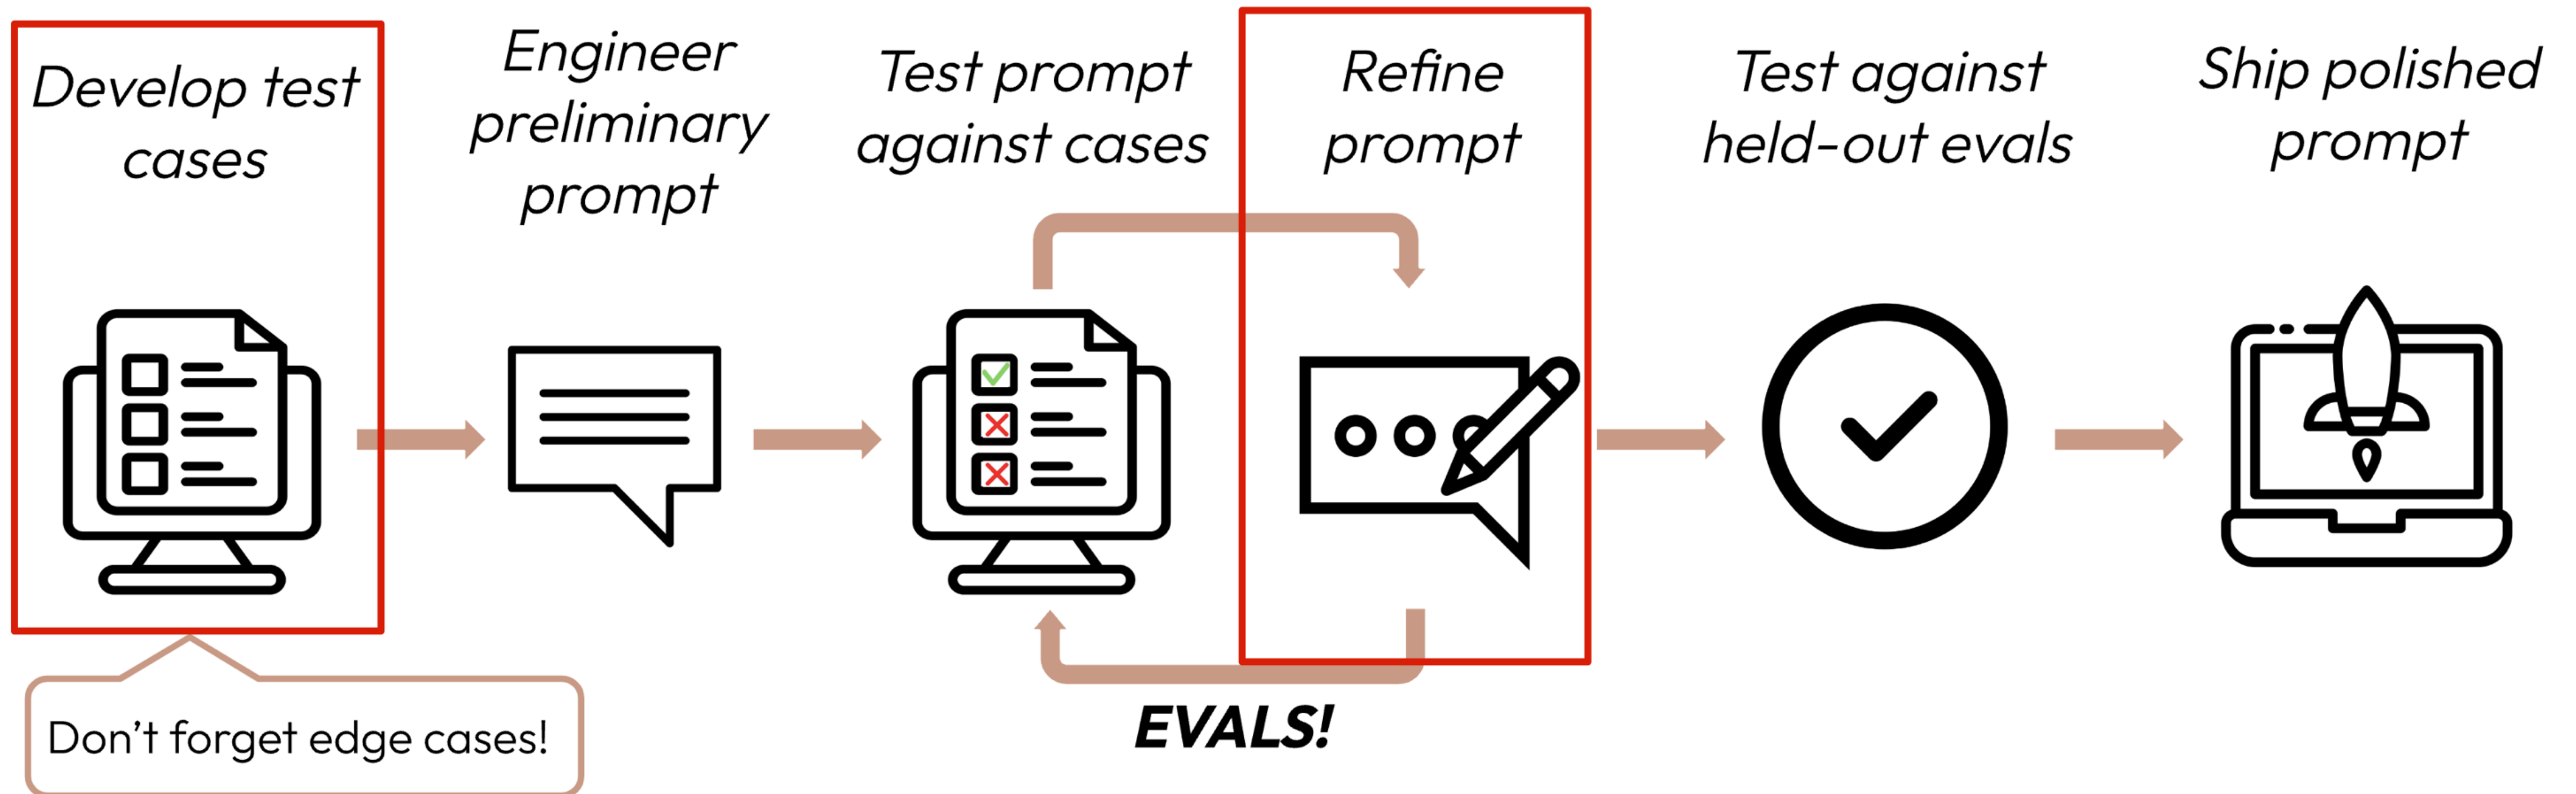 Develop test
cases
Engineer
preliminary
prompt
Test prompt
against cases
Refine
prompt
Test against
held-out evals
Ship polished
prompt
EVALS!
Don't forget edge cases!